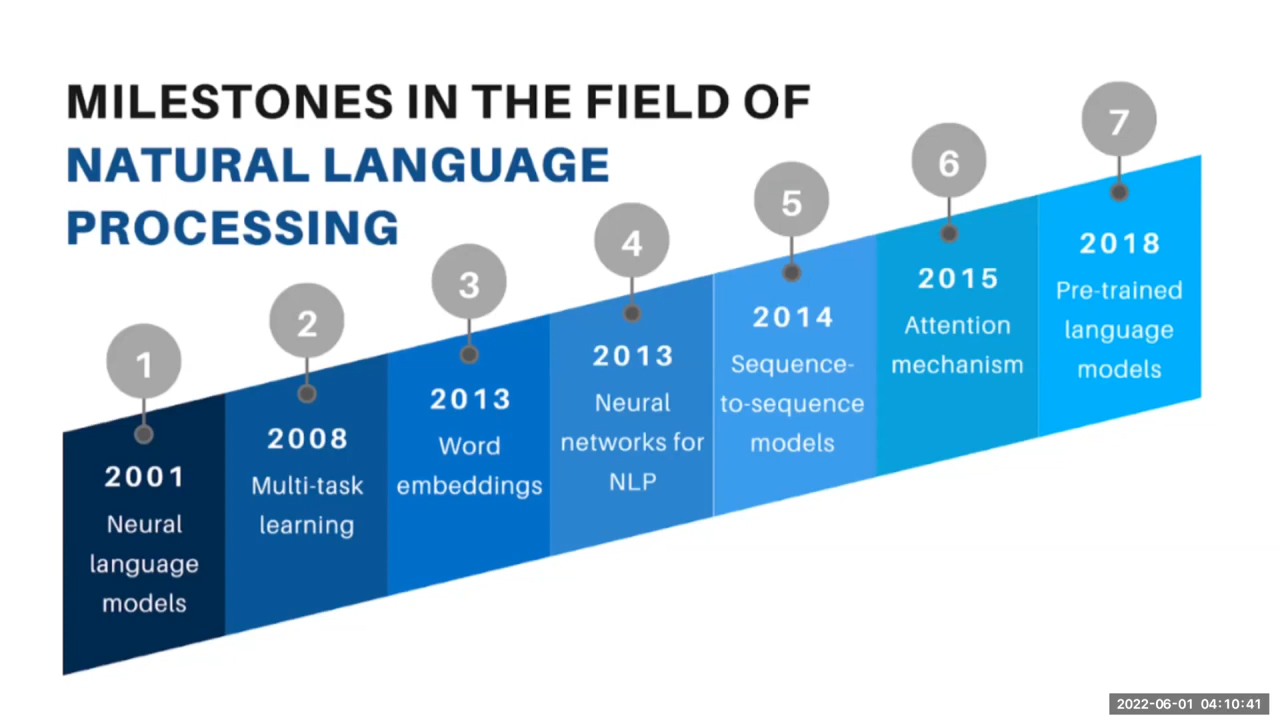 MILESTONES IN THE FIELD OF
NATURAL LANGUAGE
PROCESSING
1
2001
Neural
language
models
2
2008
Multi-task
learning
3
2013
Word
embeddings
4
2013
Neural
networks for
NLP
5
2014
Sequence-
to-sequence
models
6
2015
Attention
mechanism
7
2018
Pre-trained
language
models
2022-06-01 04:10:41